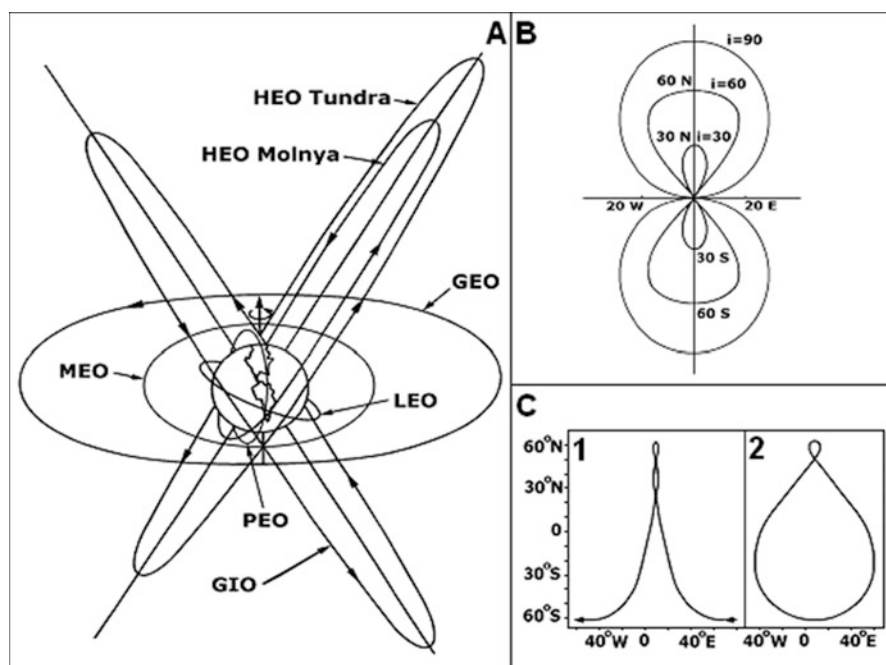 A
HEO Tundra
HEO Molnya
GEO
MEO
LEO
PEO
GIO
B
i=90
60 N i=60
30 N i=30
20 W 20 E
30 S
60 S
C
1 2
60°N
30°N
0
30°S
60°S
40°W 0 40°E 40°W 0 40°E